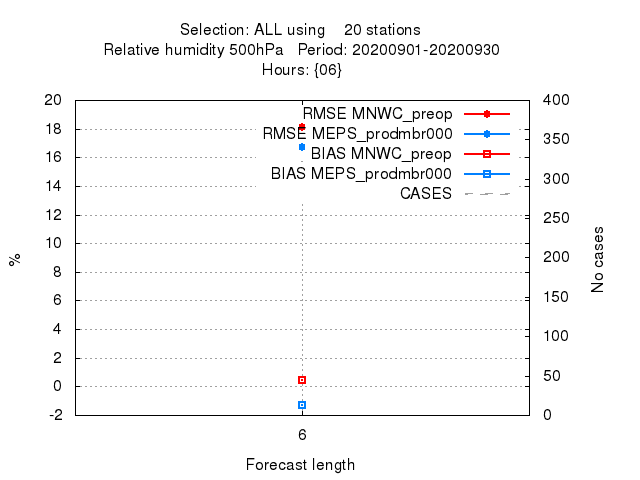 Selection: ALL using    20 stations
Relative humidity 500hPa   Period: 20200901-20200930
Hours: {06}
20
18
16
14
12
10
8
6
4
2
0
-2
%
RMSE MNWC_preop
RMSE MEPS_prodmbr000
BIAS MNWC_preop
BIAS MEPS_prodmbr000
CASES
400
350
300
250
200
150
100
50
0
No cases
6
Forecast length